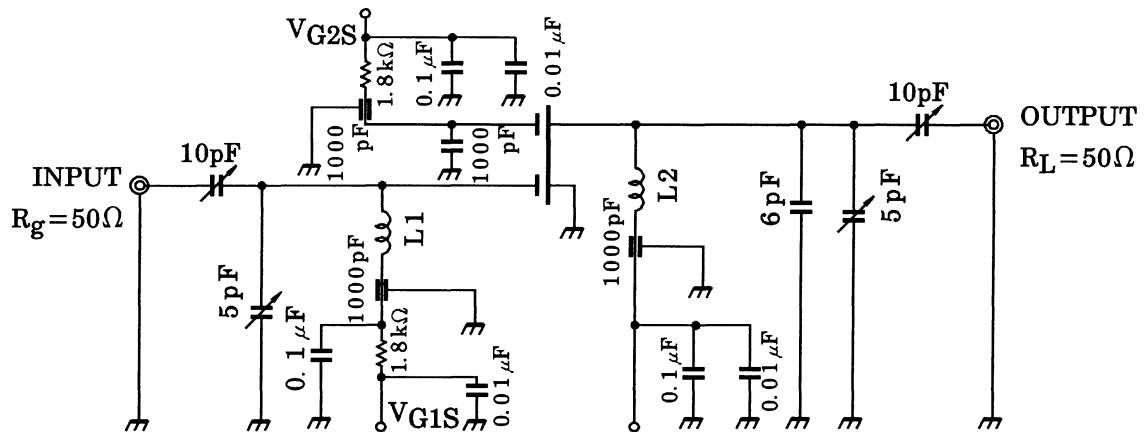 VG2S
1.8kΩ
0.1μF
0.01μF
1000
pF
1000
pF
10pF
INPUT
Rg=50Ω
5pF
L1
1000pF
0.1μF
1.8kΩ
0.01μF
VG1S
L2
1000pF
0.1μF
0.01μF
6pF
5pF
10pF
OUTPUT
RL=50Ω